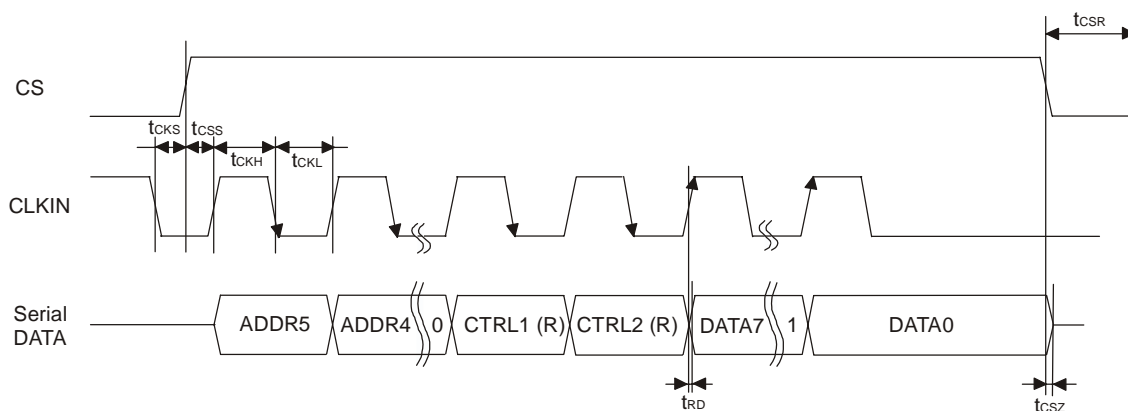 tCSR
CS
tCKS tCSS
tCKH tCKL
CLKIN
Serial
DATA
ADDR5 ADDR4 0 CTRL1 (R) CTRL2 (R) DATA7 1 DATA0
tRD tCSZ